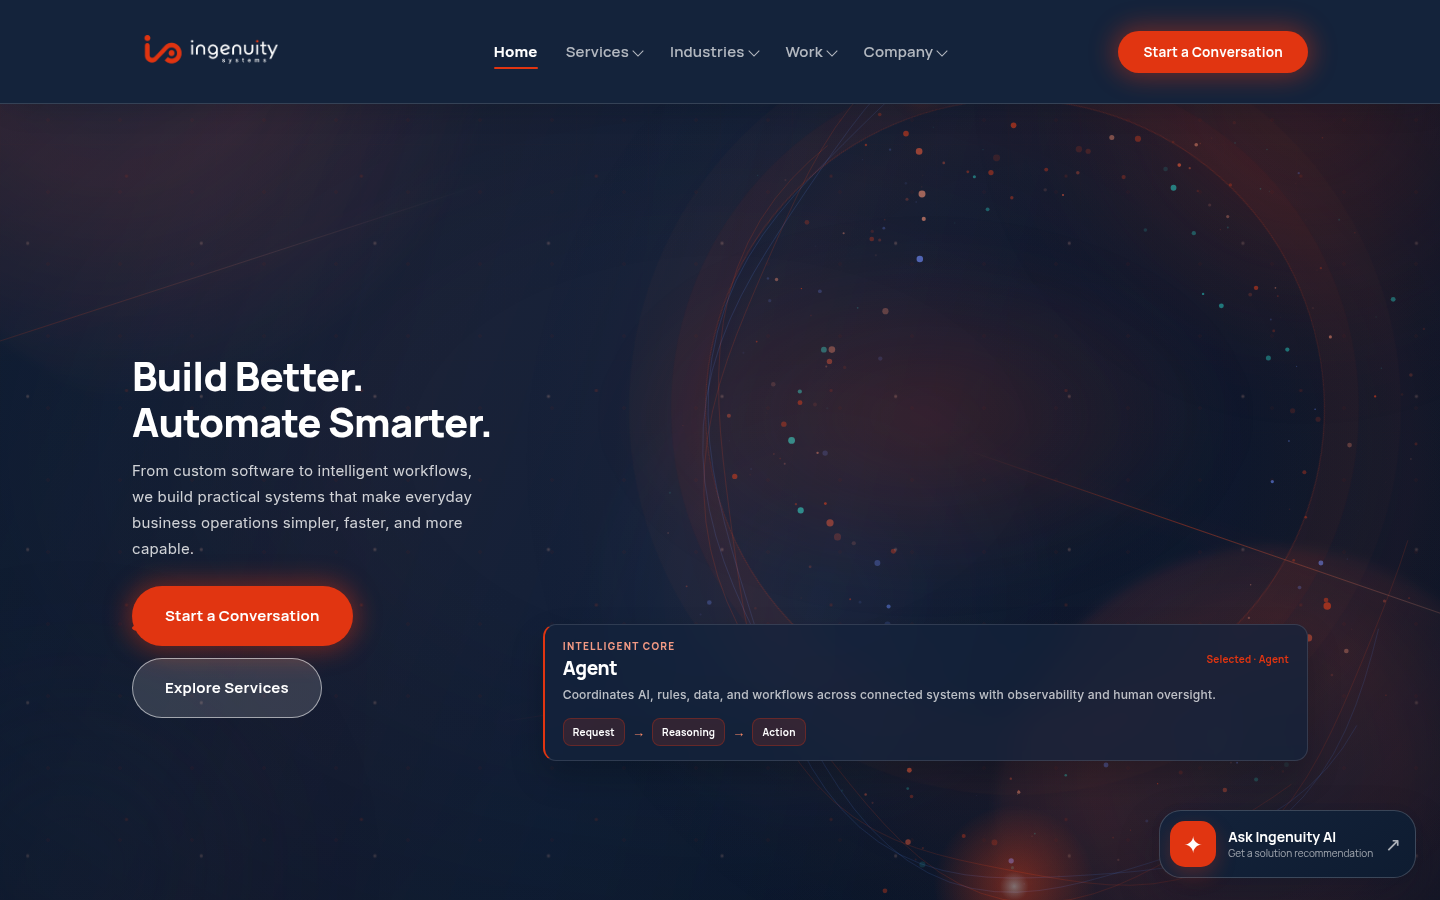 ingenuity
systems
Home
Services
Industries
Work
Company
Start a Conversation
Build Better.
Automate Smarter.
From custom software to intelligent workflows,
we build practical systems that make everyday
business operations simpler, faster, and more
capable.
Start a Conversation
Explore Services
INTELLIGENT CORE
Agent
Selected · Agent
Coordinates AI, rules, data, and workflows across connected systems with observability and human oversight.
Request → Reasoning → Action
Ask Ingenuity AI
Get a solution recommendation